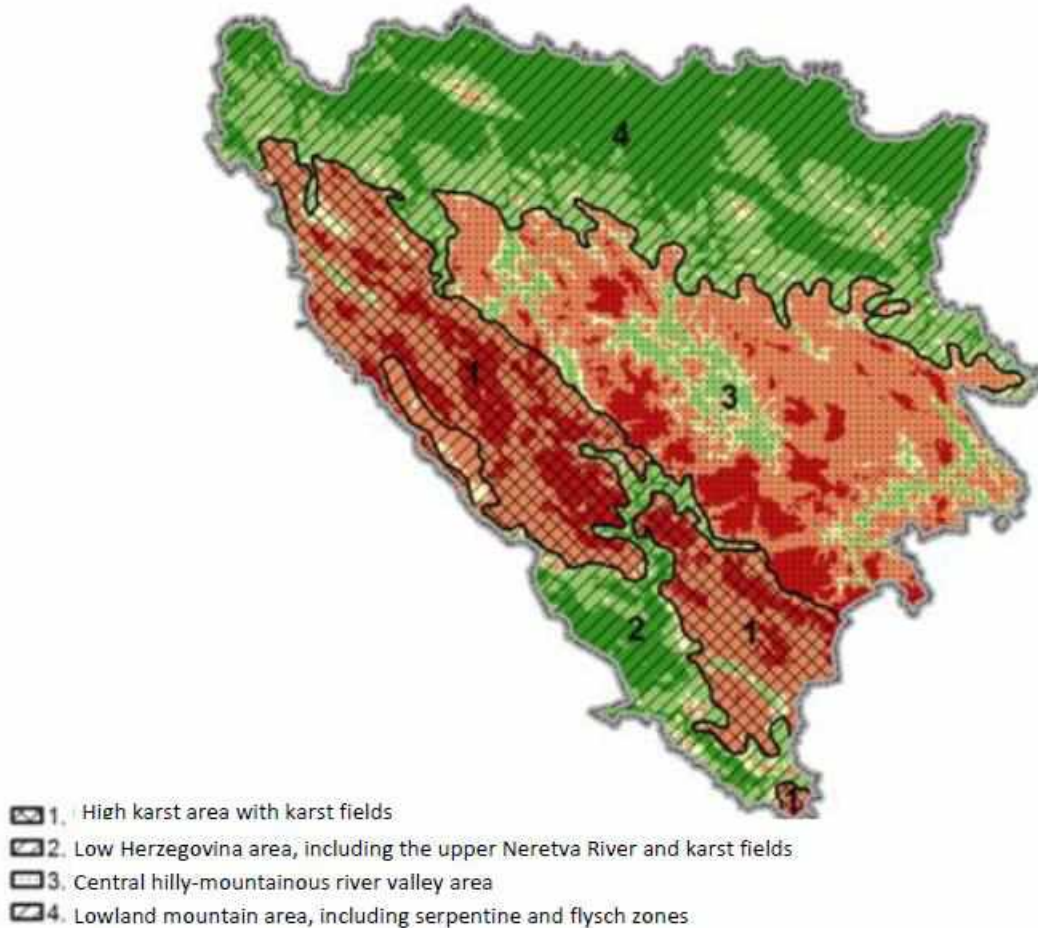 4
1
3
2
1
1
1. High karst area with karst fields
2. Low Herzegovina area, including the upper Neretva River and karst fields
3. Central hilly-mountainous river valley area
4. Lowland mountain area, including serpentine and flysch zones